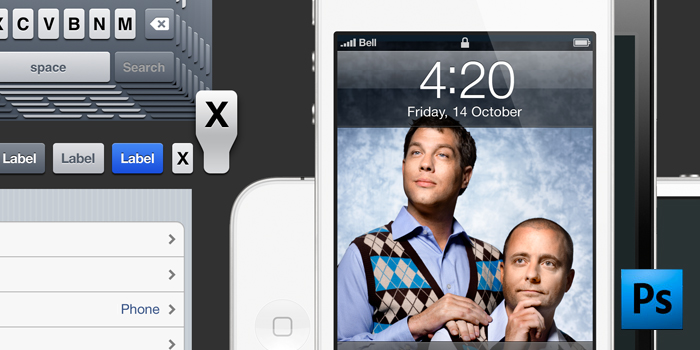 X C V B N M
space
Search
X
Label
Label
Label
X
Phone
Bell
4:20
Friday, 14 October
Ps